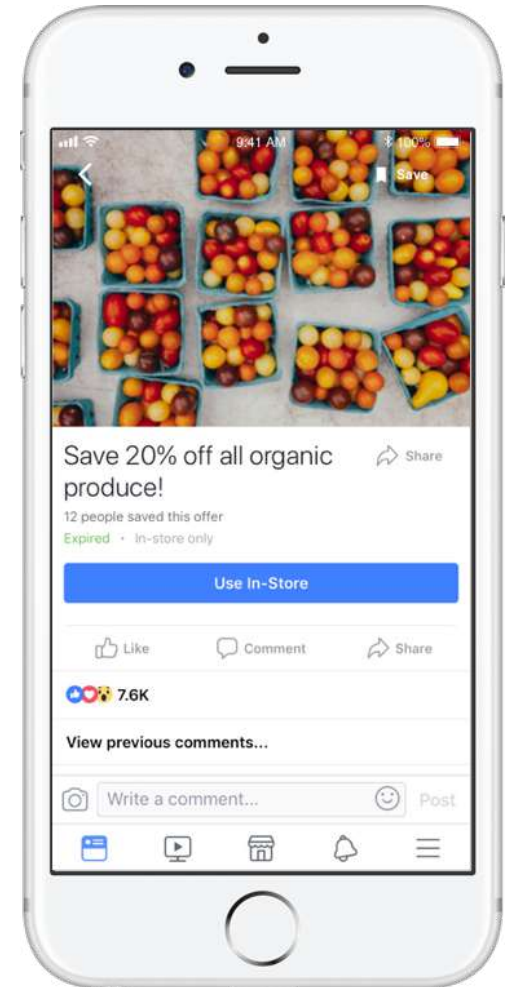 9:41 AM
100%
Save
Save 20% off all organic
produce!
Share
12 people saved this offer
Expired · In-store only
Use In-Store
Like
Comment
Share
7.6K
View previous comments...
Write a comment...
Post